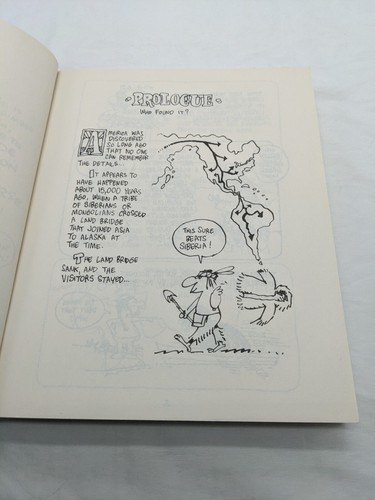 PROLOGUE
WHO FOUND IT?
AMERICA WAS
DISCOVERED
SO LONG AGO
THAT NO ONE
CAN REMEMBER
THE DETAILS...
IT APPEARS TO
HAVE HAPPENED
ABOUT 15,000 YEARS
AGO, WHEN A TRIBE
OF SIBERIANS OR
MONGOLIANS CROSSED
A LAND BRIDGE
THAT JOINED ASIA
TO ALASKA AT
THE TIME.
THE LAND BRIDGE
SANK, AND THE
VISITORS STAYED...
THIS SURE
BEATS
SIBERIA!